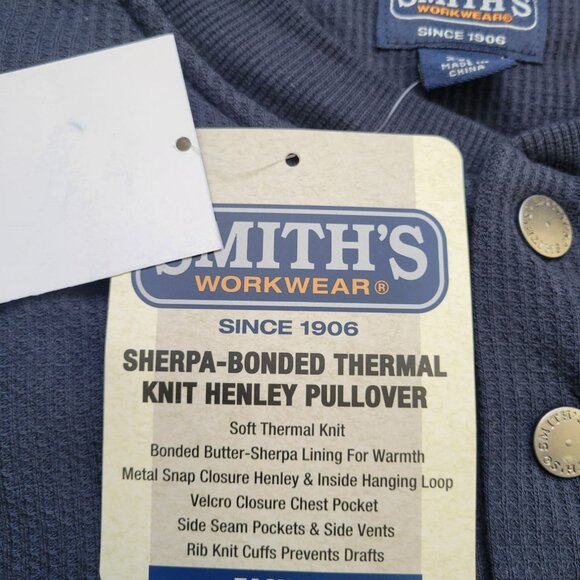 SMITH'S
WORKWEAR®
SINCE 1906
MADE IN
CHINA
SMITH'S
WORKWEAR®
SINCE 1906
SHERPA-BONDED THERMAL
KNIT HENLEY PULLOVER
Soft Thermal Knit
Bonded Butter-Sherpa Lining For Warmth
Metal Snap Closure Henley & Inside Hanging Loop
Velcro Closure Chest Pocket
Side Seam Pockets & Side Vents
Rib Knit Cuffs Prevents Drafts
SMITH'S